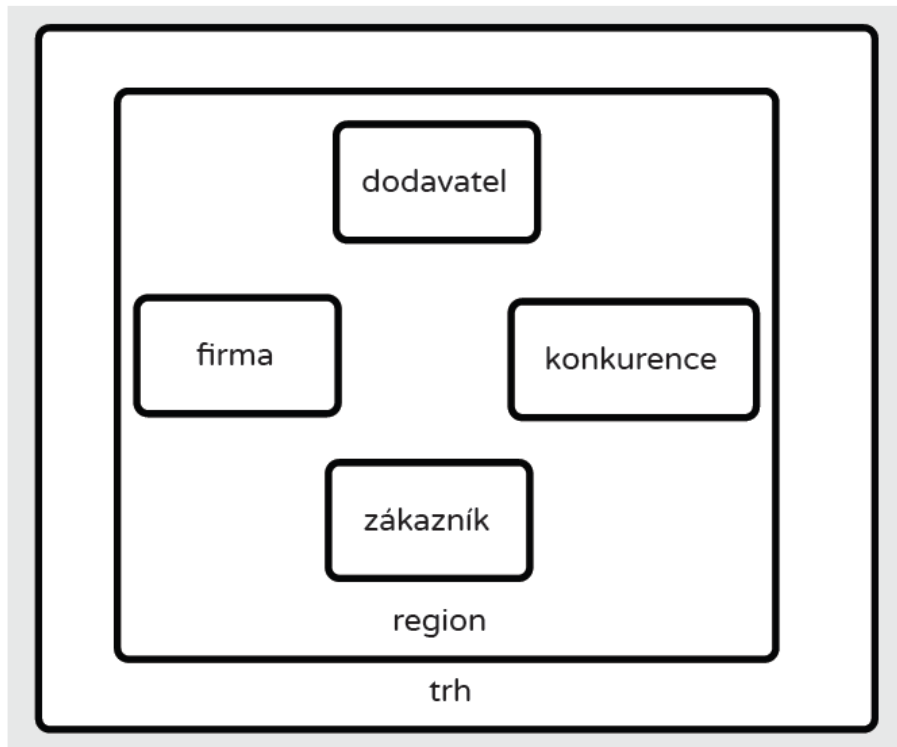 dodavatel
firma
konkurence
zákazník
region
trh